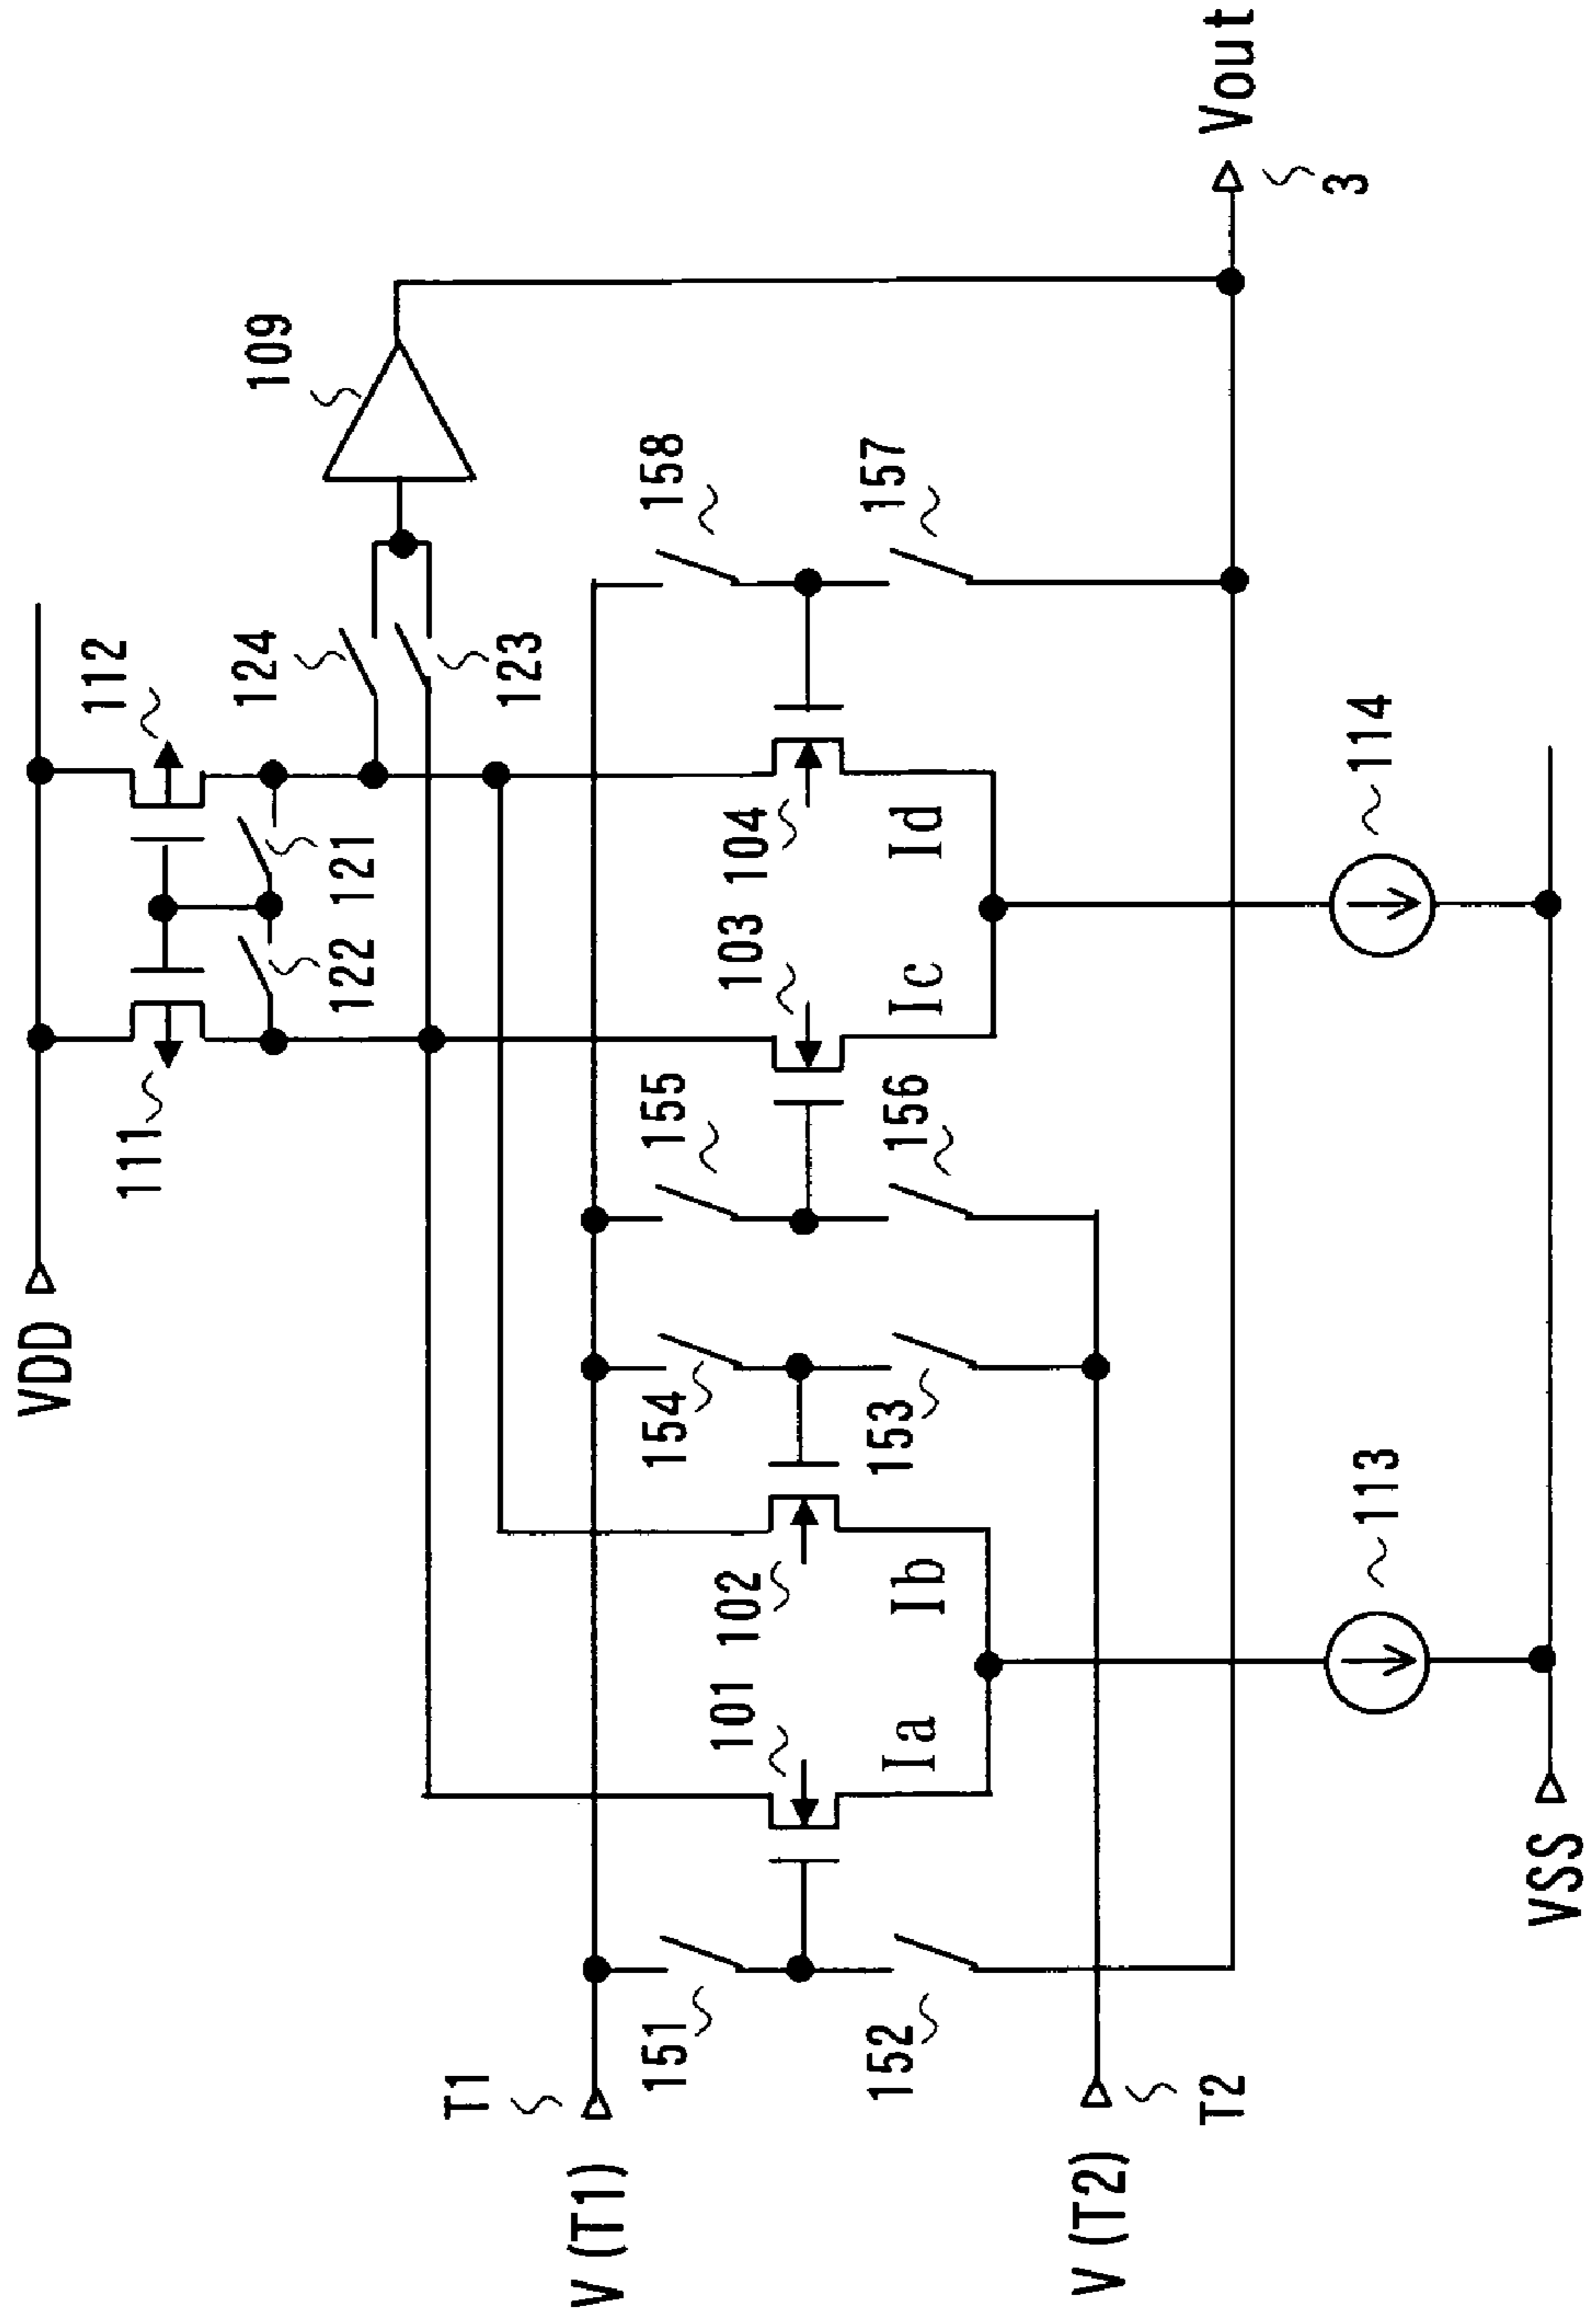 VDD
111
112
122 121
124
123
109
T1
V (T1)
151
154
155
158
101 102
103 104
Ia
Ib
Ic
Id
152
153
156
157
V (T2)
T2
Vout
3
113
114
VSS